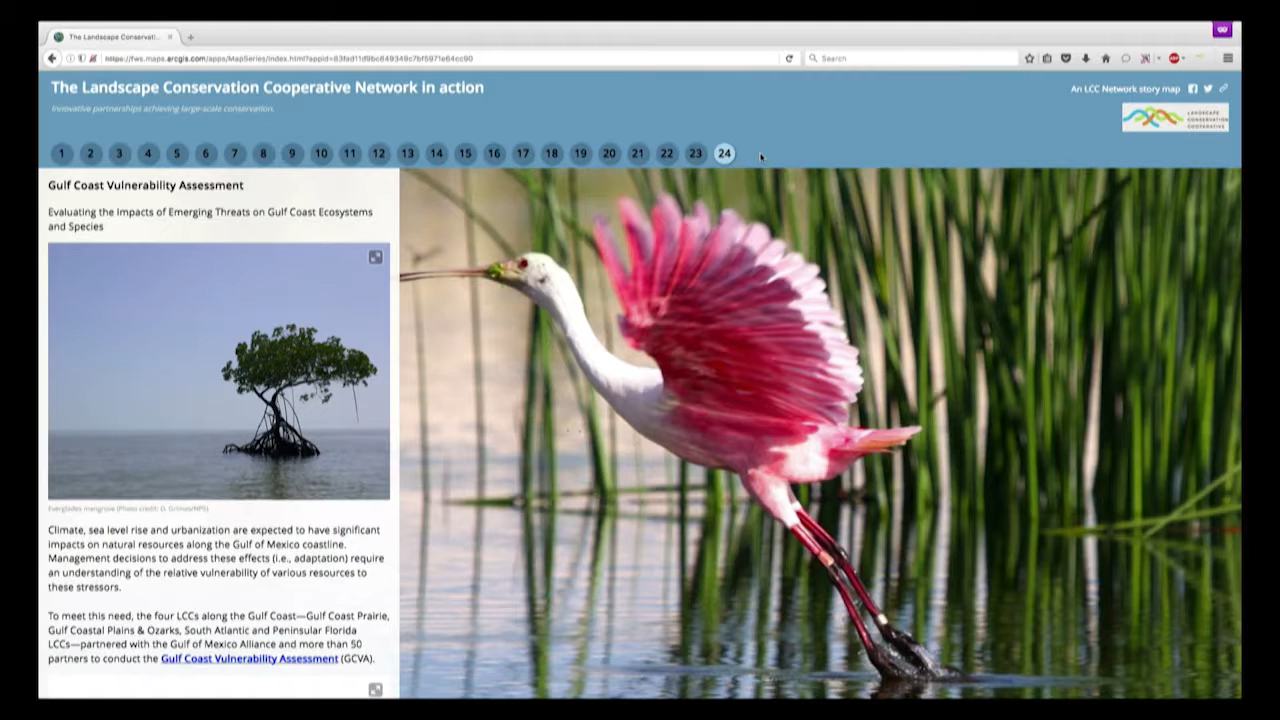 The Landscape Conservati...
https://fws.maps.arcgis.com/apps/MapSeries/index.html?appid=
Search
The Landscape Conservation Cooperative Network in action
An LCC Network story map
Innovative partnerships achieving large-scale conservation.
LANDSCAPE
CONSERVATION
COOPERATIVE
1 2 3 4 5 6 7 8 9 10 11 12 13 14 15 16 17 18 19 20 21 22 23 24
Gulf Coast Vulnerability Assessment
Evaluating the Impacts of Emerging Threats on Gulf Coast Ecosystems
and Species
Everglades mangrove (Photo credit: D. Grimes/NPS)
Climate, sea level rise and urbanization are expected to have significant
impacts on natural resources along the Gulf of Mexico coastline.
Management decisions to address these effects (i.e., adaptation) require
an understanding of the relative vulnerability of various resources to
these stressors.
To meet this need, the four LCCs along the Gulf Coast—Gulf Coast Prairie,
Gulf Coastal Plains & Ozarks, South Atlantic and Peninsular Florida
LCCs—partnered with the Gulf of Mexico Alliance and more than 50
partners to conduct the Gulf Coast Vulnerability Assessment (GCVA).